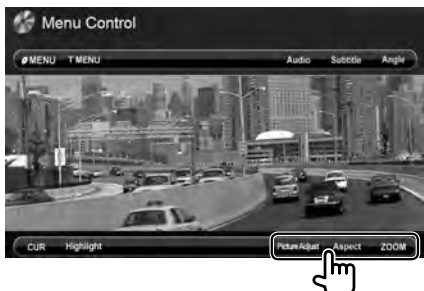 Menu Control
MENU T MENU Audio Subtitle Angle
CUR Highlight Picture Adjust Aspect ZOOM